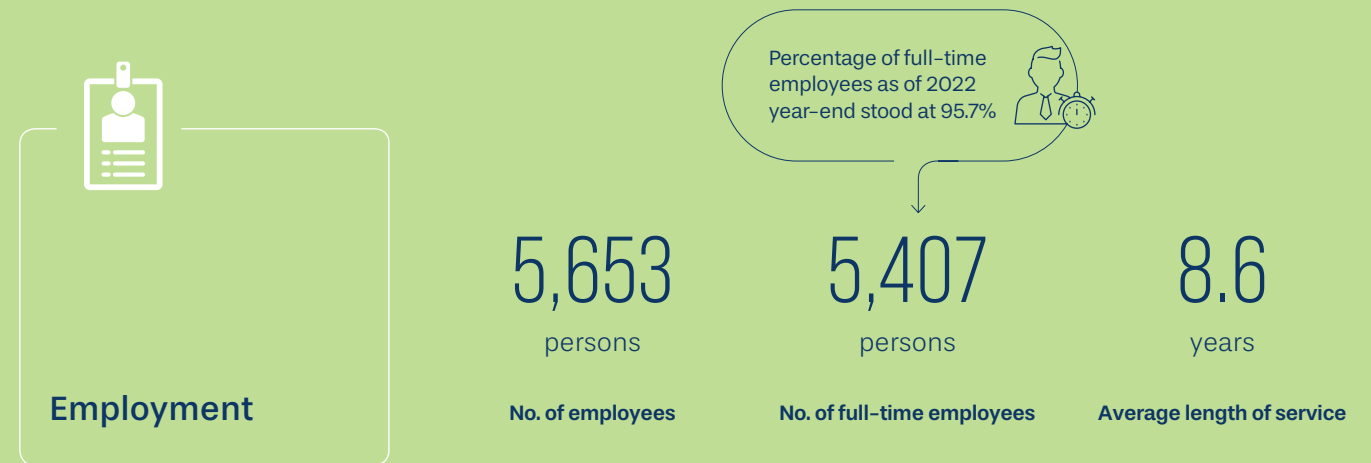 Percentage of full-time
employees as of 2022
year-end stood at 95.7%
5,653
persons
No. of employees
5,407
persons
No. of full-time employees
8.6
years
Average length of service
Employment